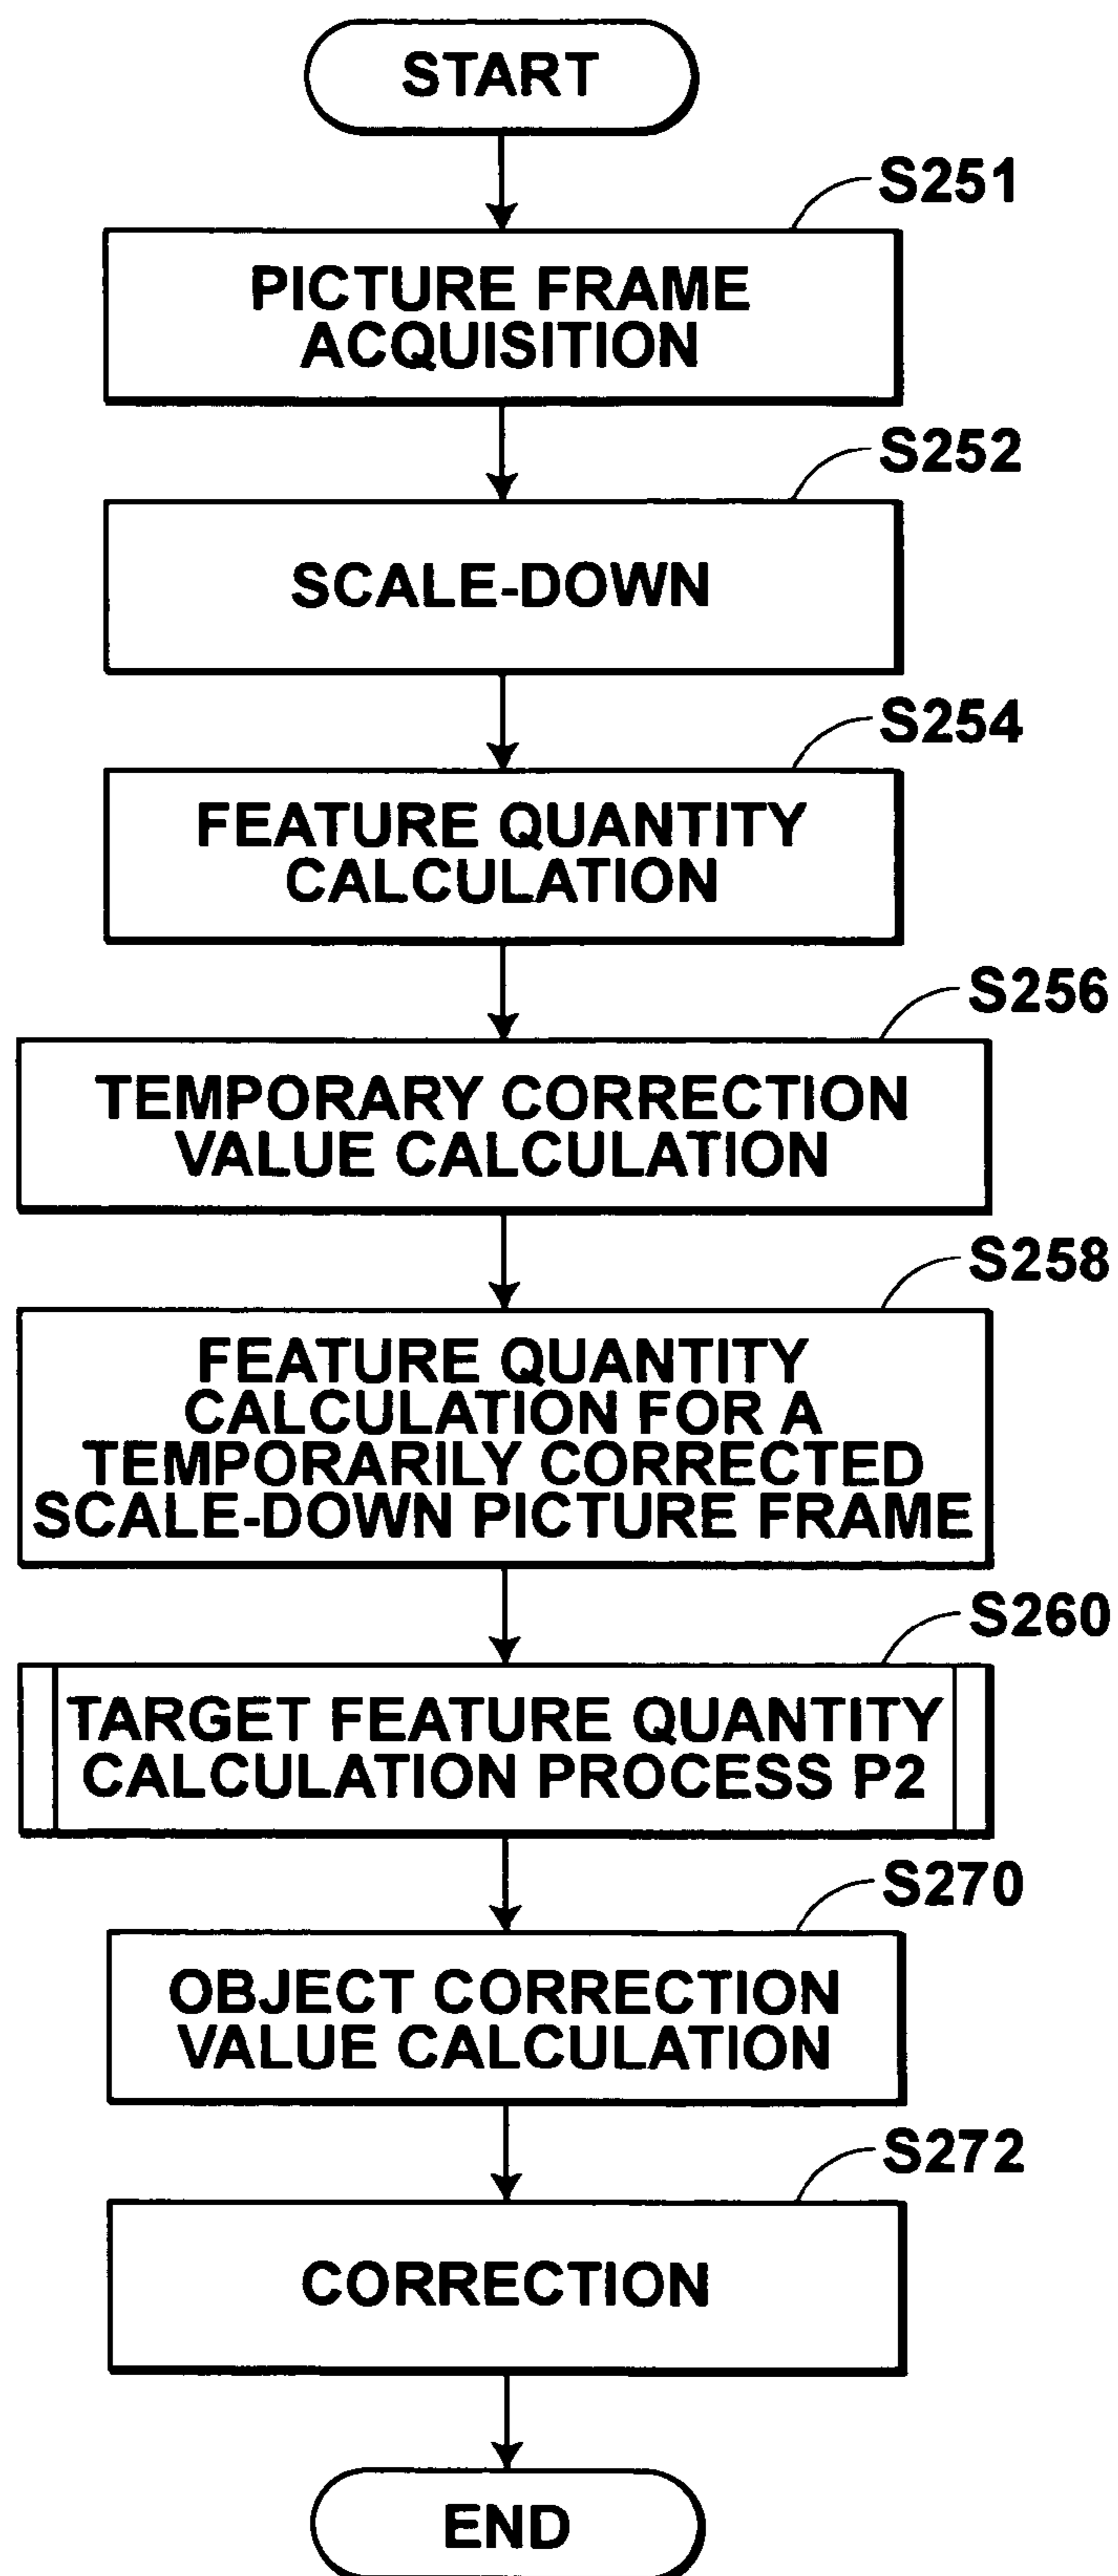 START
S251
PICTURE FRAME
ACQUISITION
S252
SCALE-DOWN
S254
FEATURE QUANTITY
CALCULATION
S256
TEMPORARY CORRECTION
VALUE CALCULATION
S258
FEATURE QUANTITY
CALCULATION FOR A
TEMPORARILY CORRECTED
SCALE-DOWN PICTURE FRAME
S260
TARGET FEATURE QUANTITY
CALCULATION PROCESS P2
S270
OBJECT CORRECTION
VALUE CALCULATION
S272
CORRECTION
END